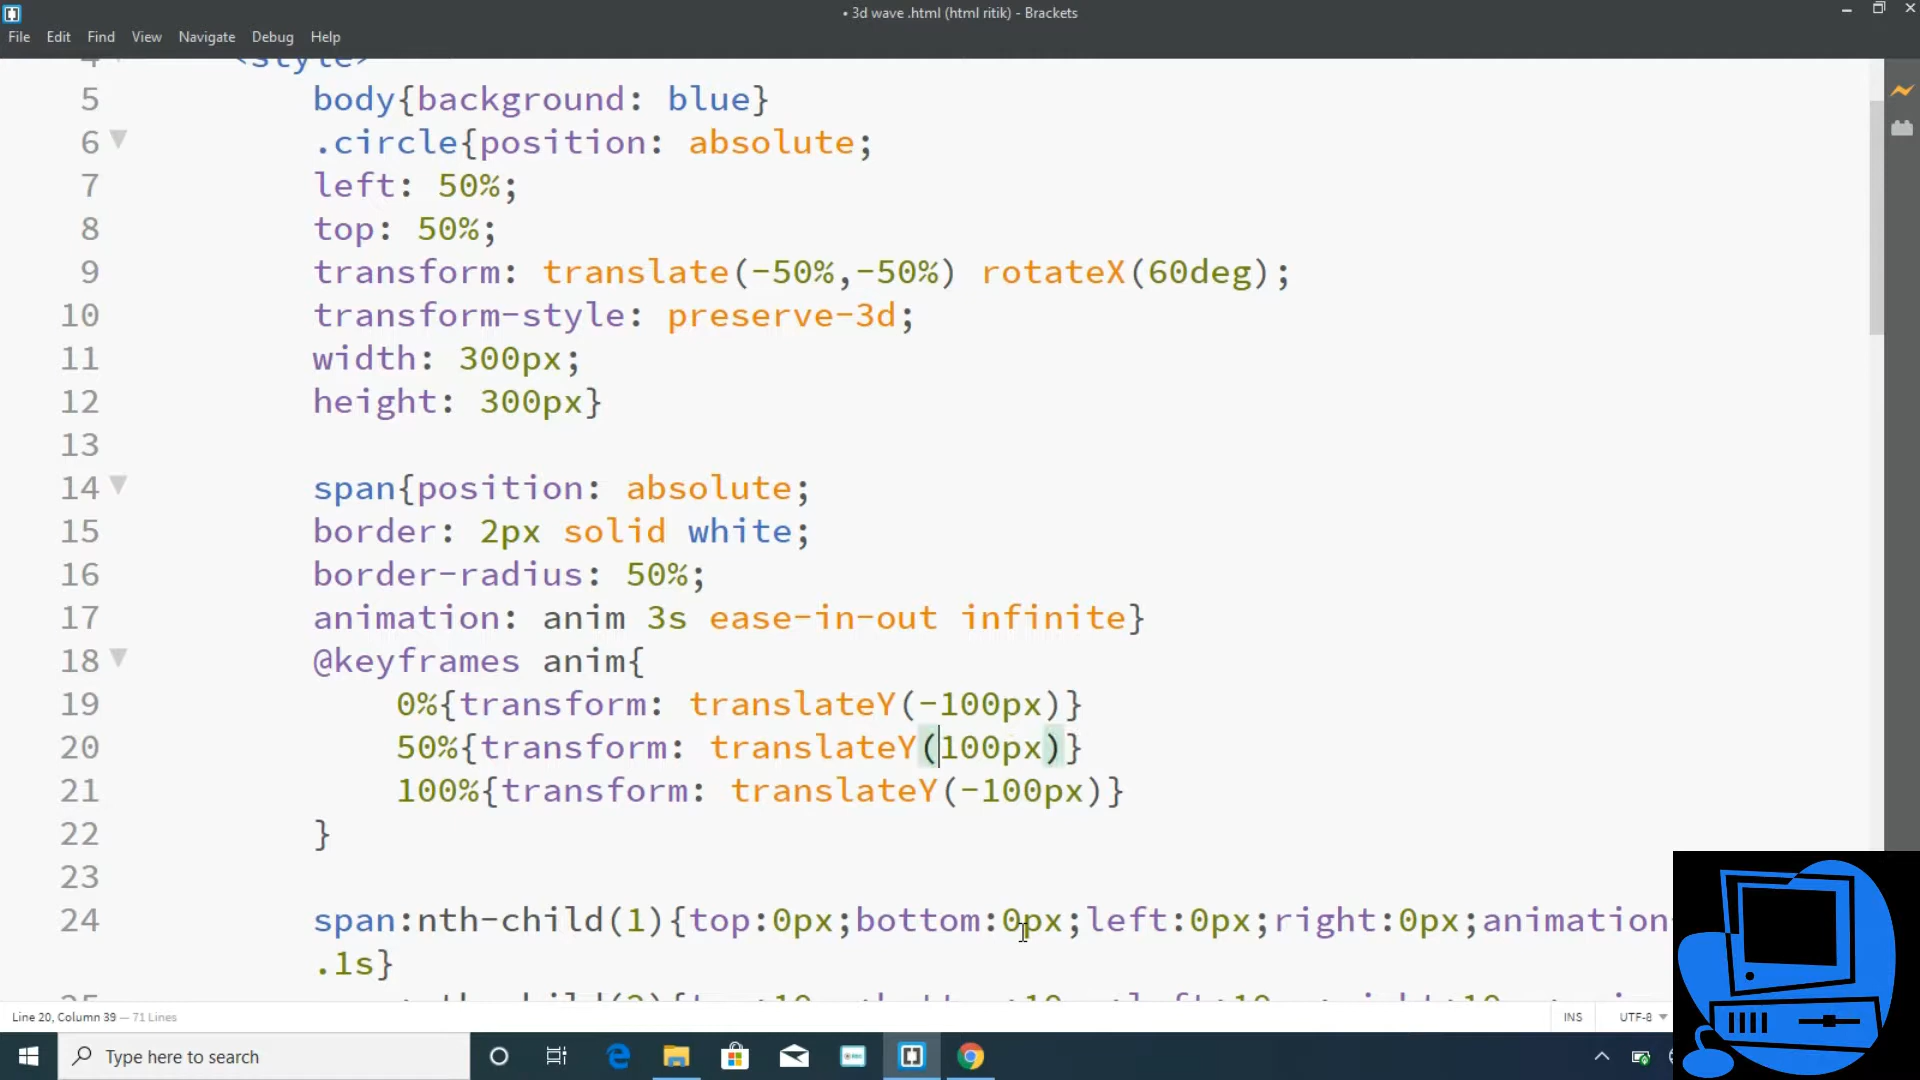 • 3d wave .html (html ritik) - Brackets
File Edit Find View Navigate Debug Help
4 <style>
5 body{background: blue}
6 .circle{position: absolute;
7 left: 50%;
8 top: 50%;
9 transform: translate(-50%,-50%) rotateX(60deg);
10 transform-style: preserve-3d;
11 width: 300px;
12 height: 300px}
13
14 span{position: absolute;
15 border: 2px solid white;
16 border-radius: 50%;
17 animation: anim 3s ease-in-out infinite}
18 @keyframes anim{
19 0%{transform: translateY(-100px)}
20 50%{transform: translateY(100px)}
21 100%{transform: translateY(-100px)}
22 }
23
24 span:nth-child(1){top:0px;bottom:0px;left:0px;right:0px;animation
.1s}
Line 20, Column 39 — 71 Lines
INS UTF-8
Type here to search